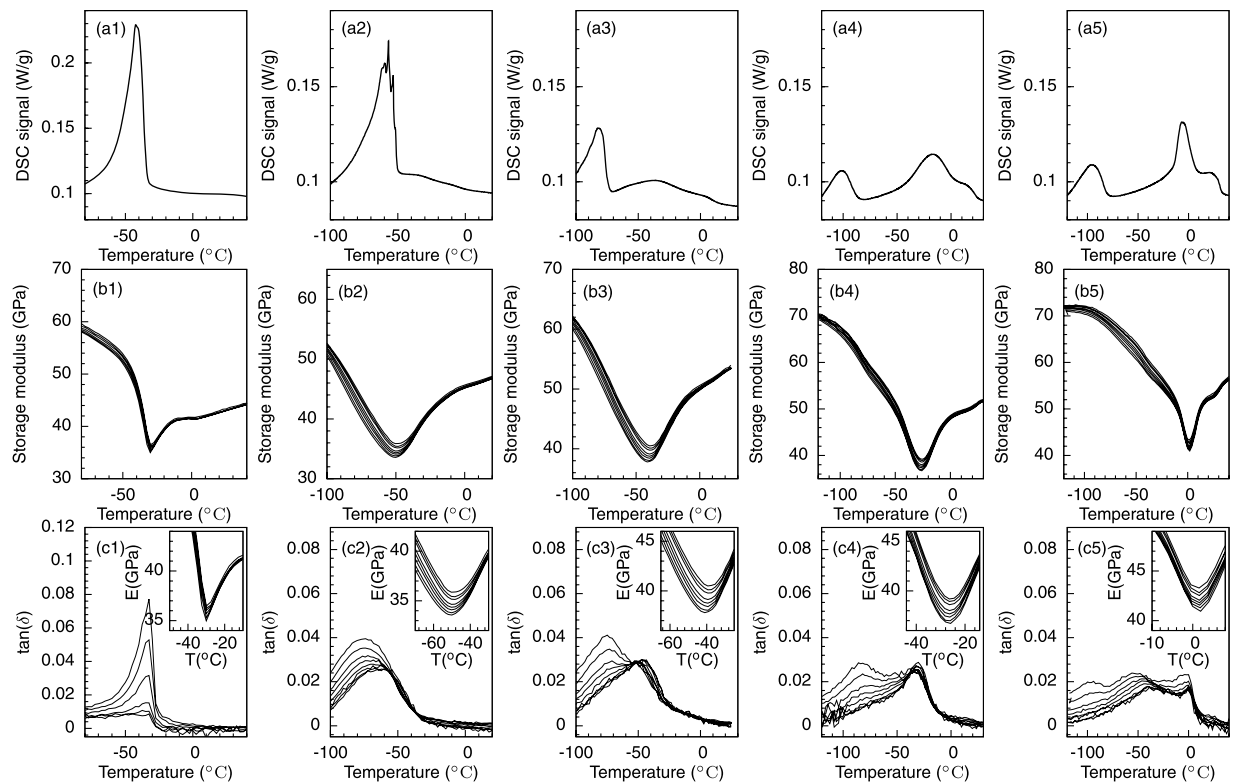 (a1) (a2) (a3) (a4) (a5)
DSC signal (W/g) DSC signal (W/g) DSC signal (W/g) DSC signal (W/g) DSC signal (W/g)
0.2 0.15 0.1
0.15 0.1
0.15 0.1
0.15 0.1
0.15 0.1
-50 0 -100 -50 0 -100 -50 0 -100 -50 0 -100 -50 0
Temperature (°C) Temperature (°C) Temperature (°C) Temperature (°C) Temperature (°C)
(b1) (b2) (b3) (b4) (b5)
Storage modulus (GPa) Storage modulus (GPa) Storage modulus (GPa) Storage modulus (GPa) Storage modulus (GPa)
70 60 50 40 30
60 50 40 30
70 60 50 40
80 70 60 50 40
80 70 60 50 40
-50 0 -100 -50 0 -100 -50 0 -100 -50 0 -100 -50 0
Temperature (°C) Temperature (°C) Temperature (°C) Temperature (°C) Temperature (°C)
(c1) (c2) (c3) (c4) (c5)
tan(δ) tan(δ) tan(δ) tan(δ) tan(δ)
0.12 0.1 0.08 0.06 0.04 0.02 0
0.08 0.06 0.04 0.02 0
0.08 0.06 0.04 0.02 0
0.08 0.06 0.04 0.02 0
0.08 0.06 0.04 0.02 0
E(GPa) E(GPa) E(GPa) E(GPa) E(GPa)
40 35
40 35
45 40
45 40
50 45 40
-40 -20 -60 -40 -60 -40 -40 -20 -10 0
T(°C) T(°C) T(°C) T(°C) T(°C)
-50 0 -100 -50 0 -100 -50 0 -100 -50 0 -100 -50 0
Temperature (°C) Temperature (°C) Temperature (°C) Temperature (°C) Temperature (°C)